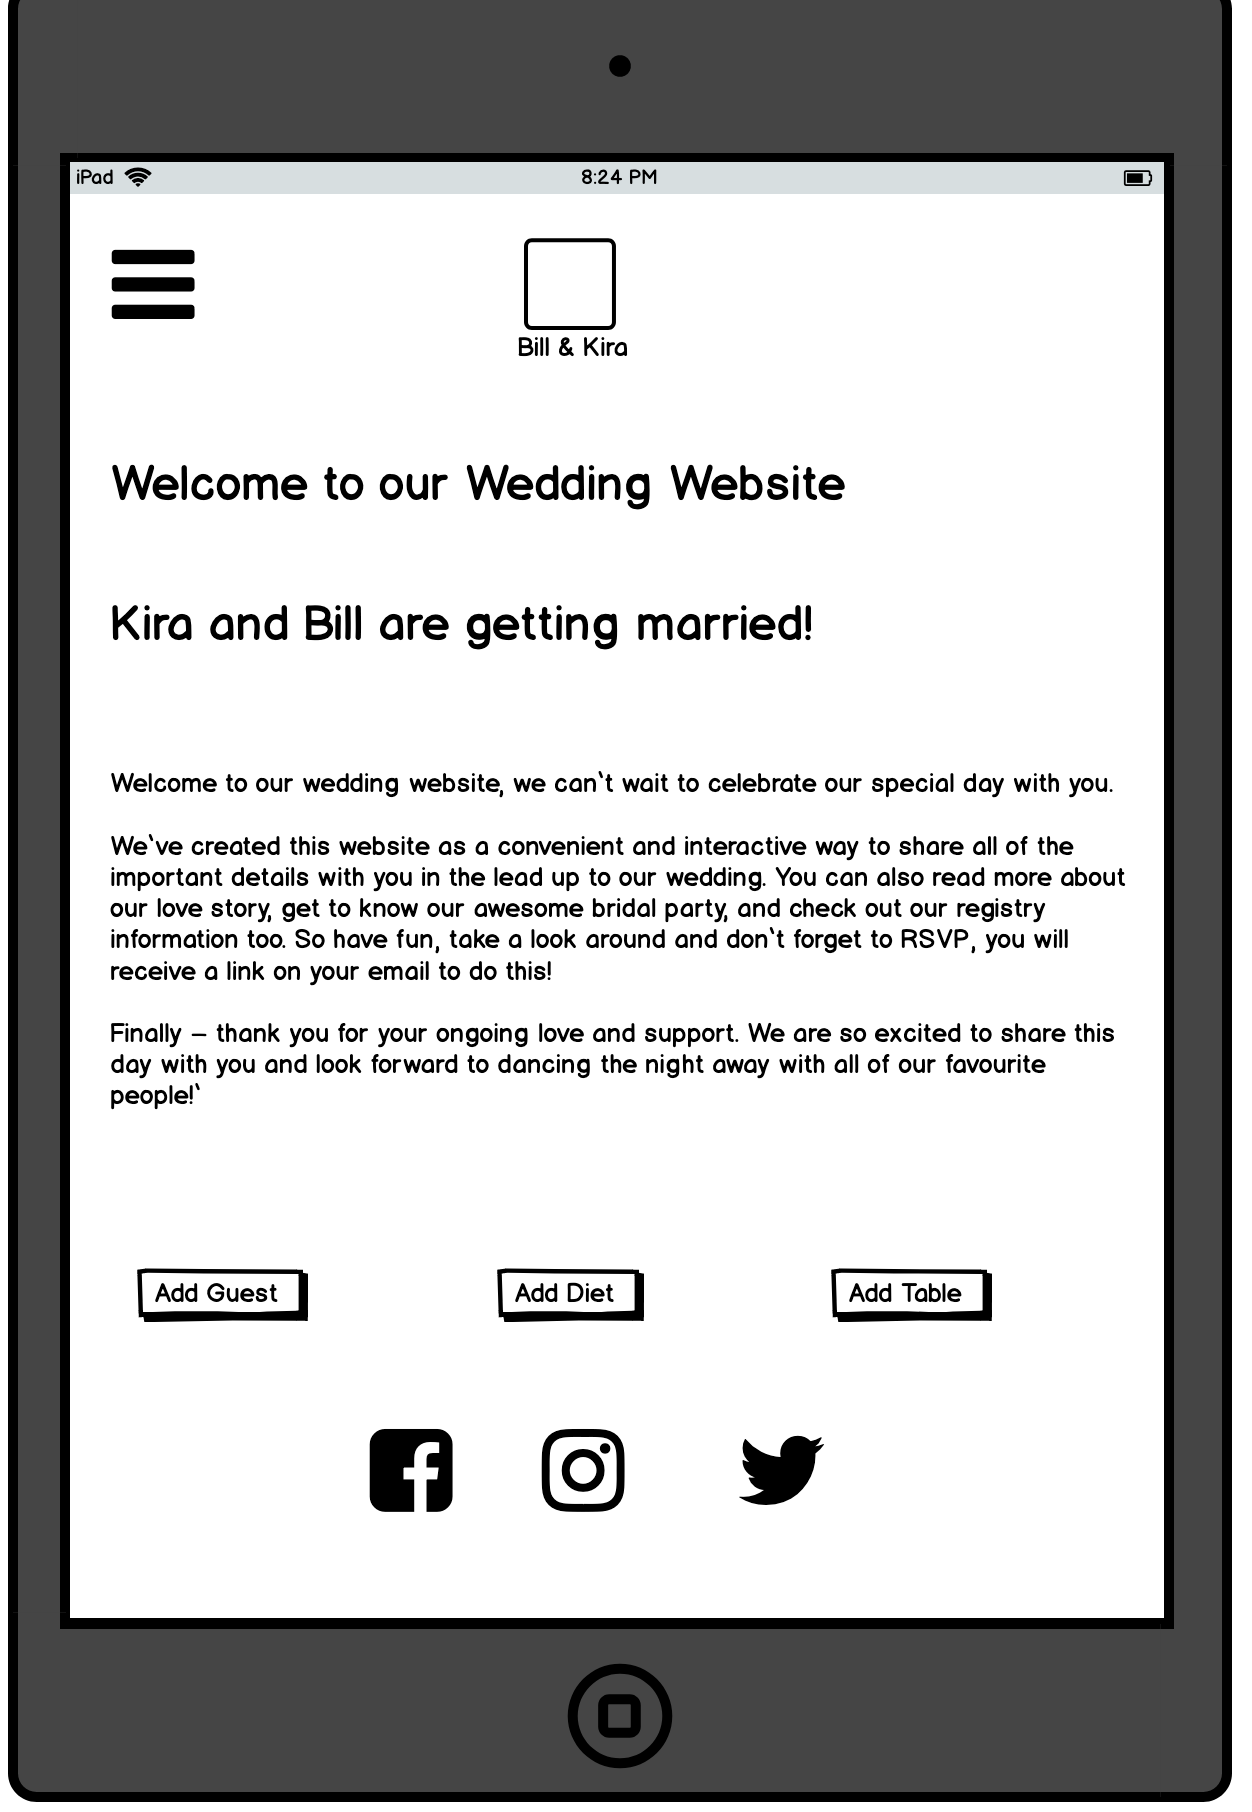 iPad
8:24 PM
Bill & Kira
Welcome to our Wedding Website
Kira and Bill are getting married!
Welcome to our wedding website, we can`t wait to celebrate our special day with you.
We`ve created this website as a convenient and interactive way to share all of the
important details with you in the lead up to our wedding. You can also read more about
our love story, get to know our awesome bridal party, and check out our registry
information too. So have fun, take a look around and don`t forget to RSVP, you will
receive a link on your email to do this!
Finally – thank you for your ongoing love and support. We are so excited to share this
day with you and look forward to dancing the night away with all of our favourite
people!`
Add Guest
Add Diet
Add Table